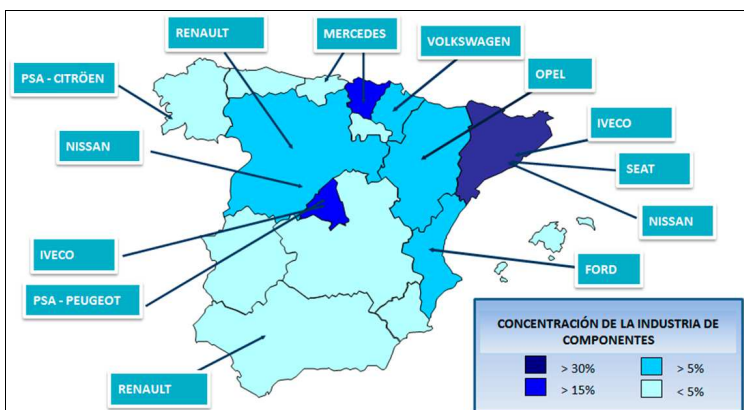 RENAULT
MERCEDES
VOLKSWAGEN
PSA - CITRÖEN
OPEL
NISSAN
IVECO
SEAT
NISSAN
IVECO
FORD
PSA - PEUGEOT
RENAULT
CONCENTRACIÓN DE LA INDUSTRIA DE
COMPONENTES
> 30%
> 5%
> 15%
< 5%